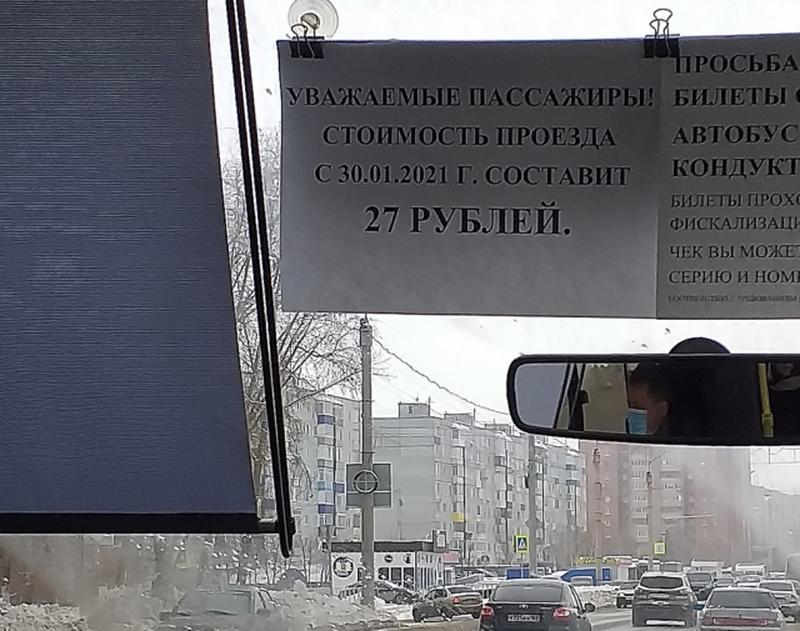 УВАЖАЕМЫЕ ПАССАЖИРЫ!
СТОИМОСТЬ ПРОЕЗДА
С 30.01.2021 Г. СОСТАВИТ
27 РУБЛЕЙ.
ПРОСЬБА
БИЛЕТЫ
АВТОБУС
КОНДУКТ
БИЛЕТЫ ПРОХО
ФИСКАЛИЗАЦИ
ЧЕК ВЫ МОЖЕТ
СЕРИЮ И НОМЕ